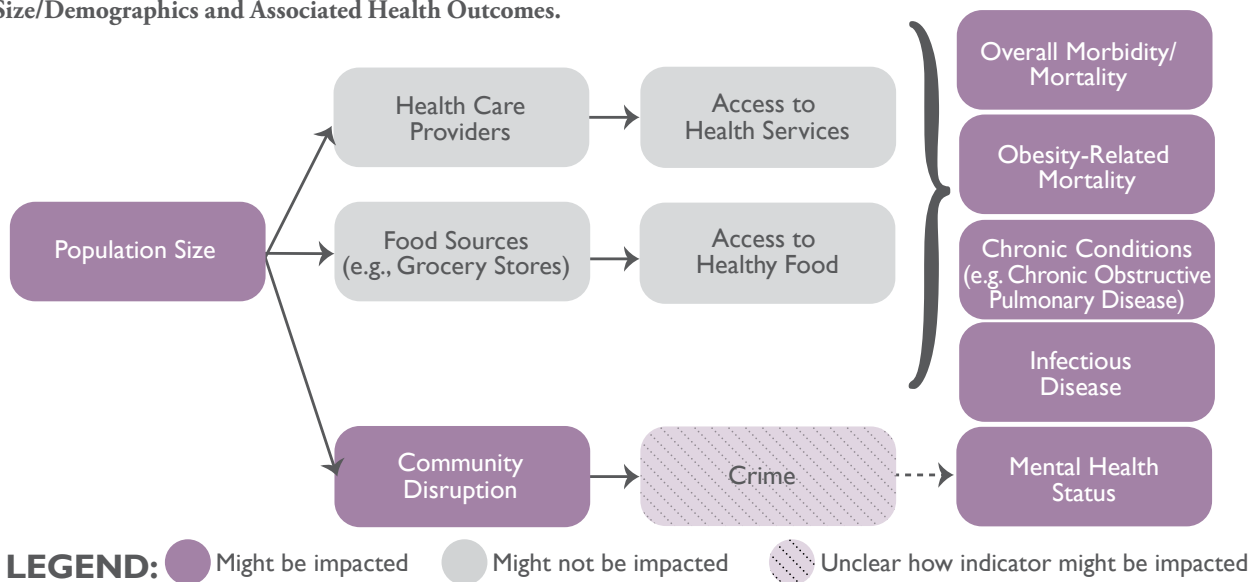 Size/Demographics and Associated Health Outcomes.
Population Size
Health Care
Providers
Access to
Health Services
Food Sources
(e.g., Grocery Stores)
Access to
Healthy Food
Community
Disruption
Crime
Overall Morbidity/
Mortality
Obesity-Related
Mortality
Chronic Conditions
(e.g. Chronic Obstructive
Pulmonary Disease)
Infectious
Disease
Mental Health
Status
LEGEND: Might be impacted Might not be impacted Unclear how indicator might be impacted